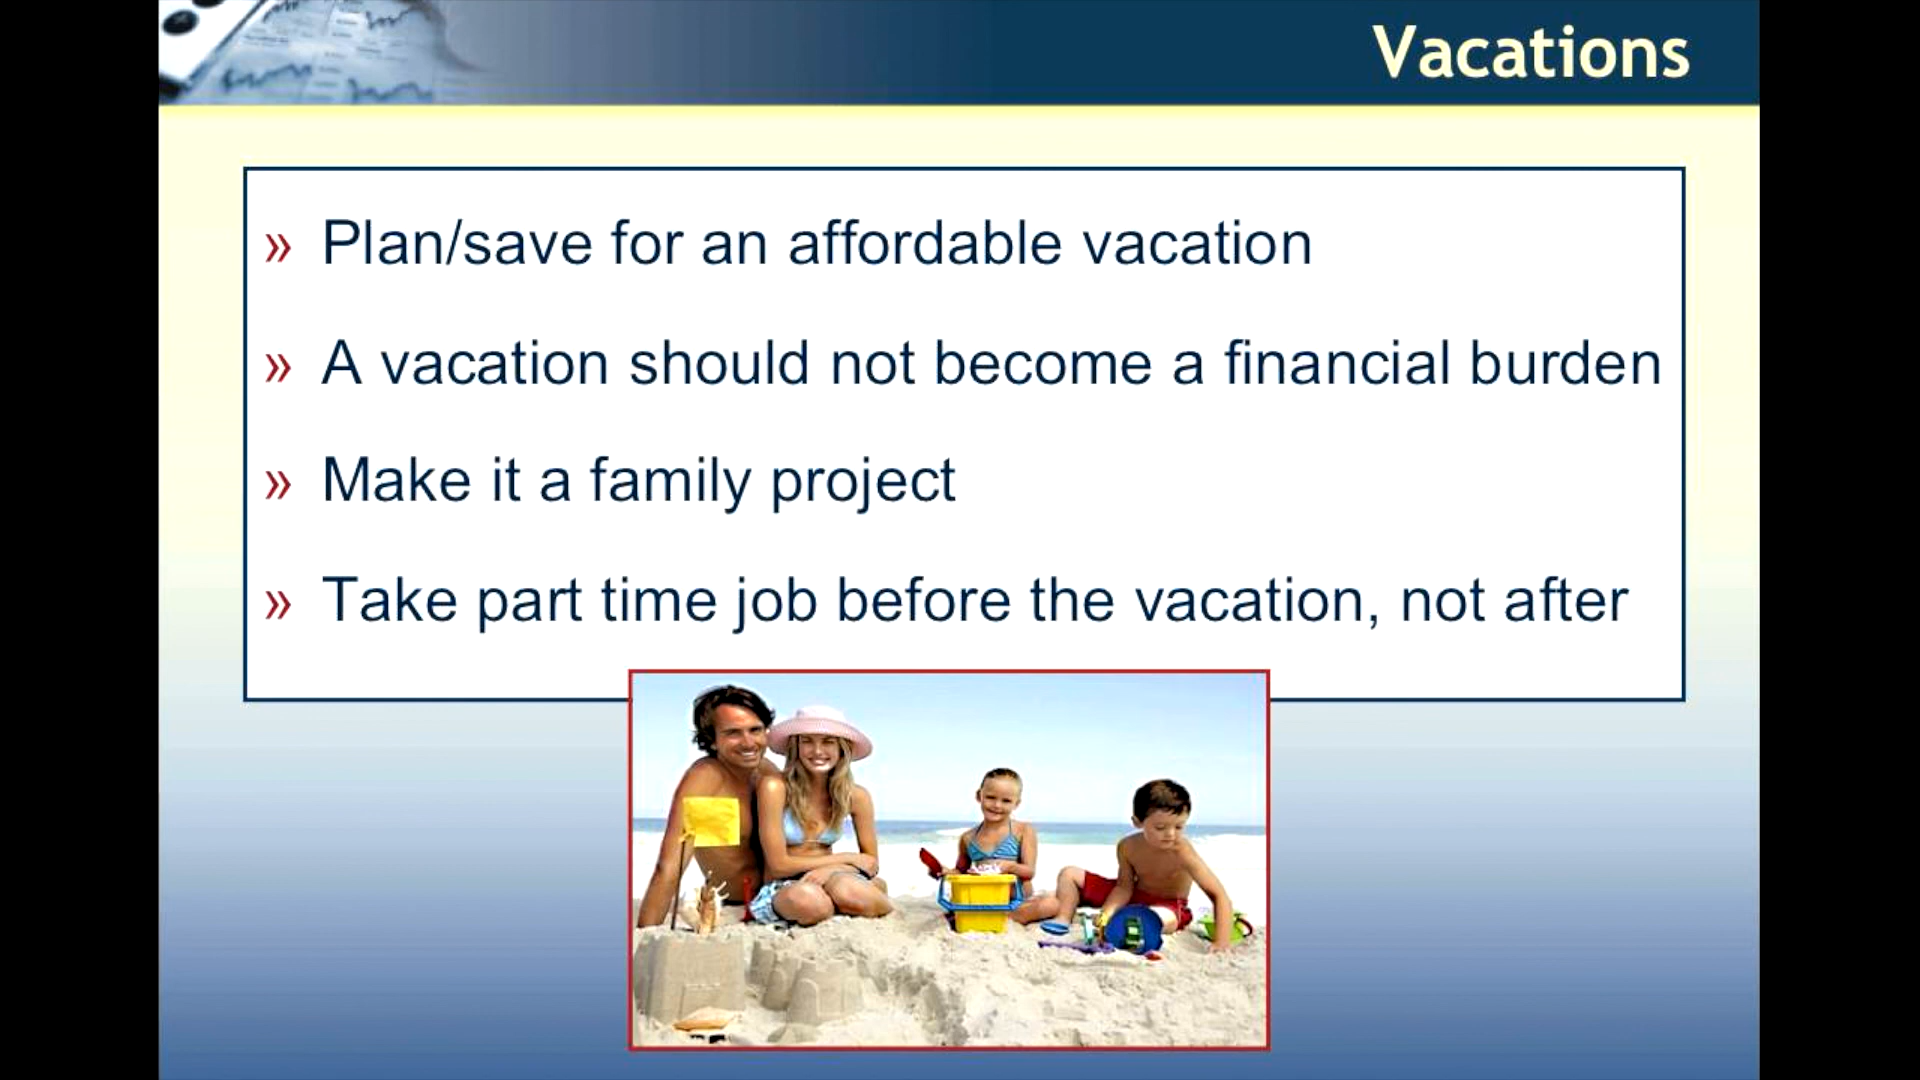 Vacations
» Plan/save for an affordable vacation
» A vacation should not become a financial burden
» Make it a family project
» Take part time job before the vacation, not after